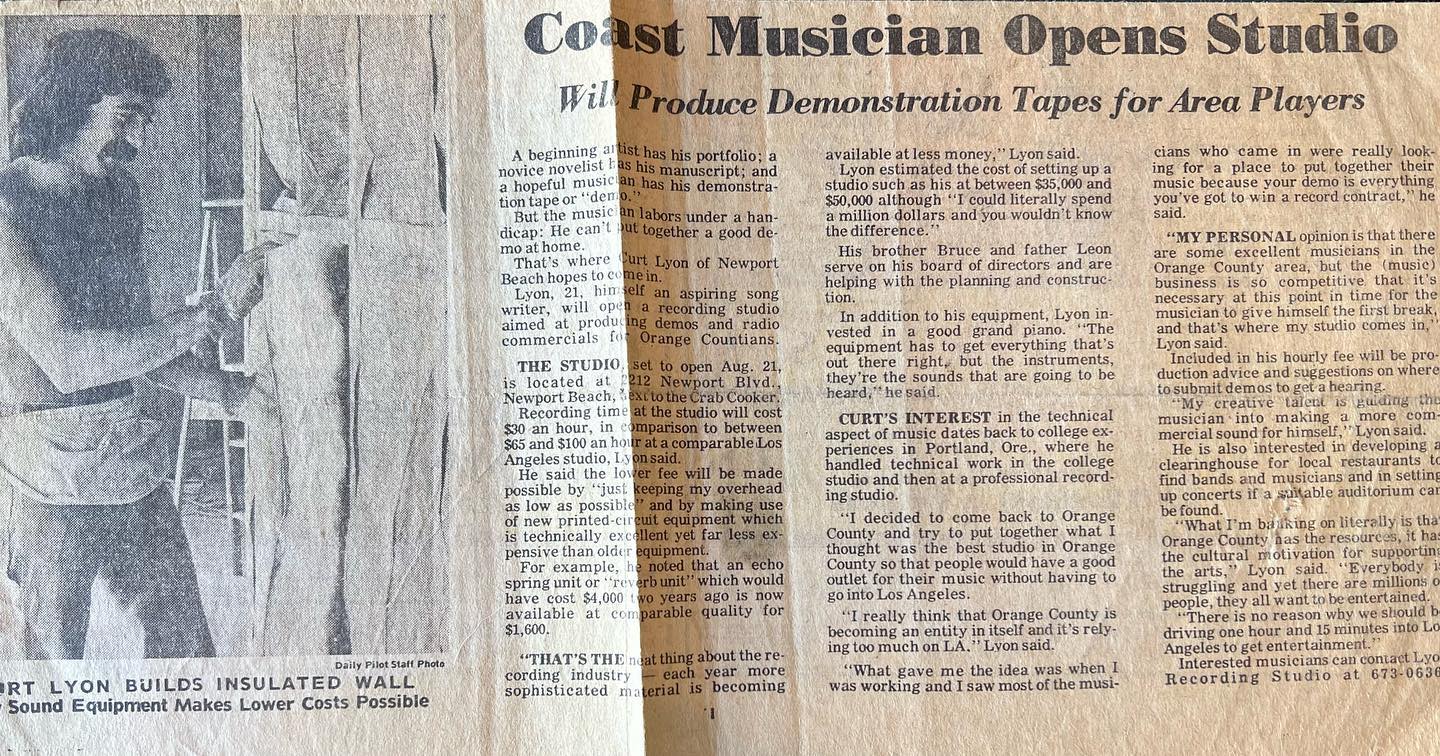 Coast Musician Opens Studio
Will Produce Demonstration Tapes for Area Players
Daily Pilot Staff Photo
URT LYON BUILDS INSULATED WALL
Sound Equipment Makes Lower Costs Possible
A beginning artist has his portfolio; a
novice novelist has his manuscript; and
a hopeful musician has his demonstra-
tion tape or "demo."
But the musician labors under a han-
dicap: He can't put together a good de-
mo at home.
That's where Curt Lyon of Newport
Beach hopes to come in.
Lyon, 21, himself an aspiring song
writer, will open a recording studio
aimed at producing demos and radio
commercials for Orange Countians.
THE STUDIO, set to open Aug. 21,
is located at 2212 Newport Blvd.,
Newport Beach, next to the Crab Cooker.
Recording time at the studio will cost
$30 an hour, in comparison to between
$65 and $100 an hour at a comparable Los
Angeles studio, Lyon said.
He said the lower fee will be made
possible by "just keeping my overhead
as low as possible" and by making use
of new printed-circuit equipment which
is technically excellent yet far less ex-
pensive than older equipment.
For example, he noted that an echo
spring unit or "reverb unit" which would
have cost $4,000 two years ago is now
available at comparable quality for
$1,600.
"THAT'S THE neat thing about the re-
cording industry — each year more
sophisticated material is becoming
available at less money," Lyon said.
Lyon estimated the cost of setting up a
studio such as his at between $35,000 and
$50,000 although "I could literally spend
a million dollars and you wouldn't know
the difference."
His brother Bruce and father Leon
serve on his board of directors and are
helping with the planning and construc-
tion.
In addition to his equipment, Lyon in-
vested in a good grand piano. "The
equipment has to get everything that's
out there right, but the instruments,
they're the sounds that are going to be
heard," he said.
CURT'S INTEREST in the technical
aspect of music dates back to college ex-
periences in Portland, Ore., where he
handled technical work in the college
studio and then at a professional record-
ing studio.
"I decided to come back to Orange
County and try to put together what I
thought was the best studio in Orange
County so that people would have a good
outlet for their music without having to
go into Los Angeles.
"I really think that Orange County is
becoming an entity in itself and it's rely-
ing too much on LA." Lyon said.
"What gave me the idea was when I
was working and I saw most of the musi-
cians who came in were really look-
ing for a place to put together their
music because your demo is everything
you've got to win a record contract," he
said.
"MY PERSONAL opinion is that there
are some excellent musicians in the
Orange County area, but the (music)
business is so competitive that it's
necessary at this point in time for the
musician to give himself the first break,
and that's where my studio comes in,"
Lyon said.
Included in his hourly fee will be pro-
duction advice and suggestions on where
to submit demos to get a hearing.
"My creative talent is guiding the
musician into making a more com-
mercial sound for himself," Lyon said.
He is also interested in developing a
clearinghouse for local restaurants to
find bands and musicians and in setting
up concerts if a suitable auditorium can
be found.
"What I'm banking on literally is that
Orange County has the resources, it has
the cultural motivation for supporting
the arts," Lyon said. "Everybody is
struggling and yet there are millions o
people, they all want to be entertained.
"There is no reason why we should b
driving one hour and 15 minutes into Lo
Angeles to get entertainment."
Interested musicians can contact Lyo
Recording Studio at 673-0636